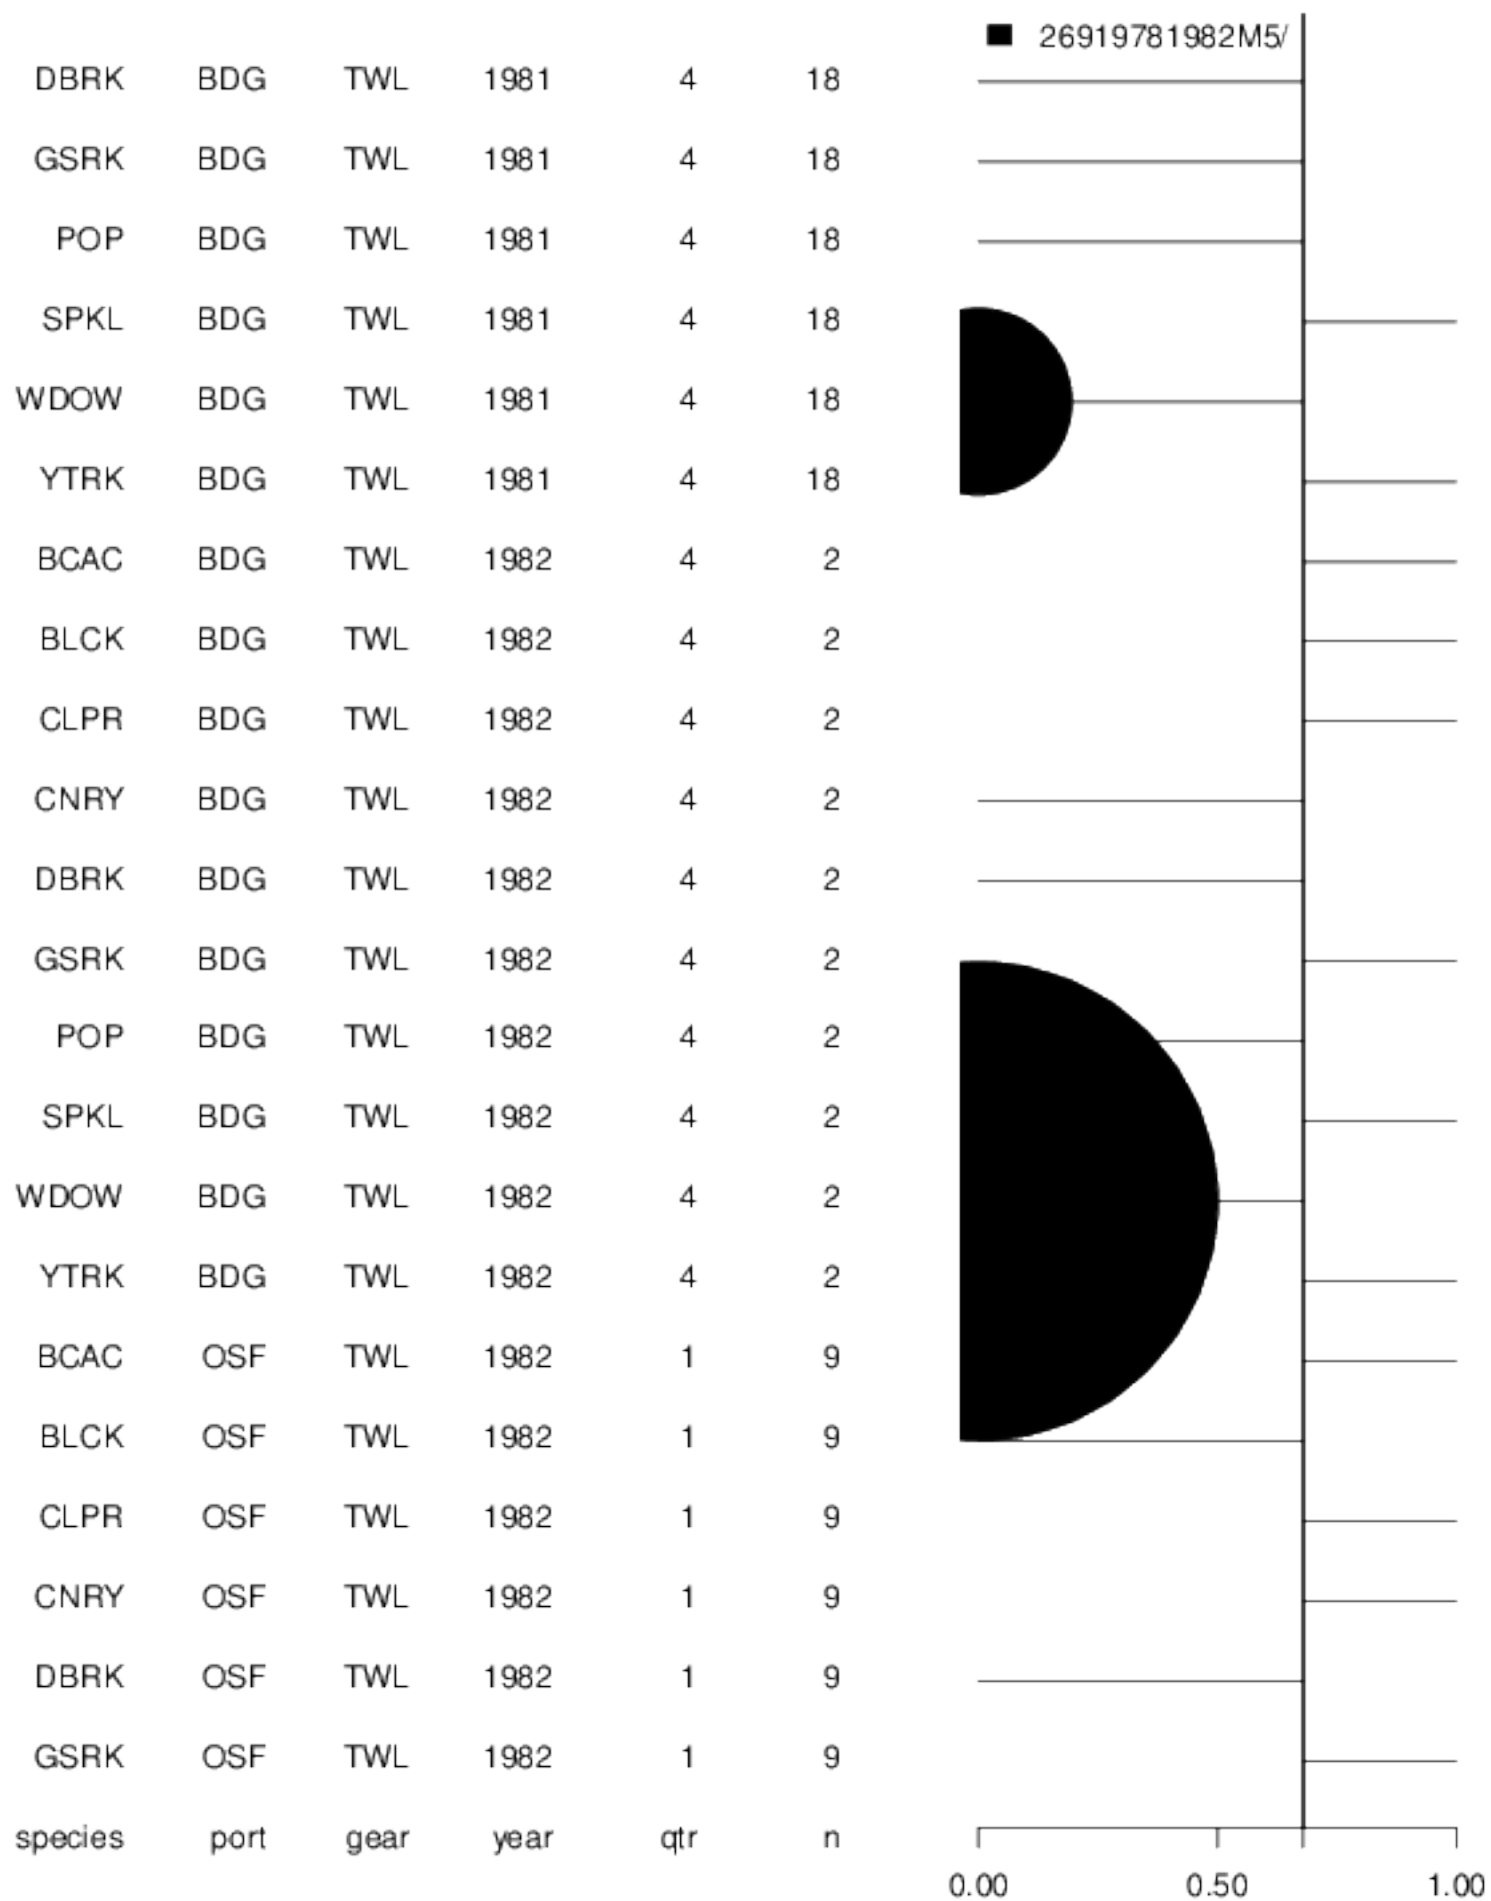 26919781982M5/
DBRK BDG TWL 1981 4 18
GSRK BDG TWL 1981 4 18
POP BDG TWL 1981 4 18
SPKL BDG TWL 1981 4 18
WDOW BDG TWL 1981 4 18
YTRK BDG TWL 1981 4 18
BCAC BDG TWL 1982 4 2
BLCK BDG TWL 1982 4 2
CLPR BDG TWL 1982 4 2
CNRY BDG TWL 1982 4 2
DBRK BDG TWL 1982 4 2
GSRK BDG TWL 1982 4 2
POP BDG TWL 1982 4 2
SPKL BDG TWL 1982 4 2
WDOW BDG TWL 1982 4 2
YTRK BDG TWL 1982 4 2
BCAC OSF TWL 1982 1 9
BLCK OSF TWL 1982 1 9
CLPR OSF TWL 1982 1 9
CNRY OSF TWL 1982 1 9
DBRK OSF TWL 1982 1 9
GSRK OSF TWL 1982 1 9
species port gear year qtr n
0.00 0.50 1.00